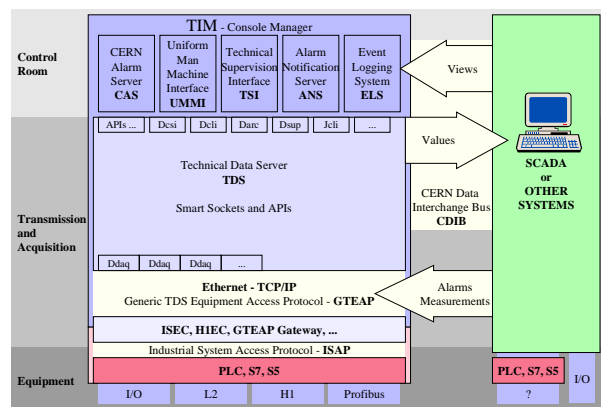 TIM - Console Manager
Control
Room
CERN
Alarm
Server
CAS
Uniform
Man
Machine
Interface
UMMI
Technical
Supervision
Interface
TSI
Alarm
Notification
Server
ANS
Event
Logging
System
ELS
Views
APIs ...
Dcsi
Dcli
Darc
Dsup
Jcli
...
Values
Technical Data Server
TDS
Smart Sockets and APIs
SCADA
or
OTHER
SYSTEMS
CERN Data
Interchange Bus
CDIB
Transmission
and
Acquisition
Ddaq
Ddaq
Ddaq
...
Ethernet - TCP/IP
Generic TDS Equipment Access Protocol - GTEAP
Alarms
Measurements
ISEC, H1EC, GTEAP Gateway, ...
Industrial System Access Protocol - ISAP
Equipment
PLC, S7, S5
PLC, S7, S5
I/O
I/O
L2
H1
Profibus
?